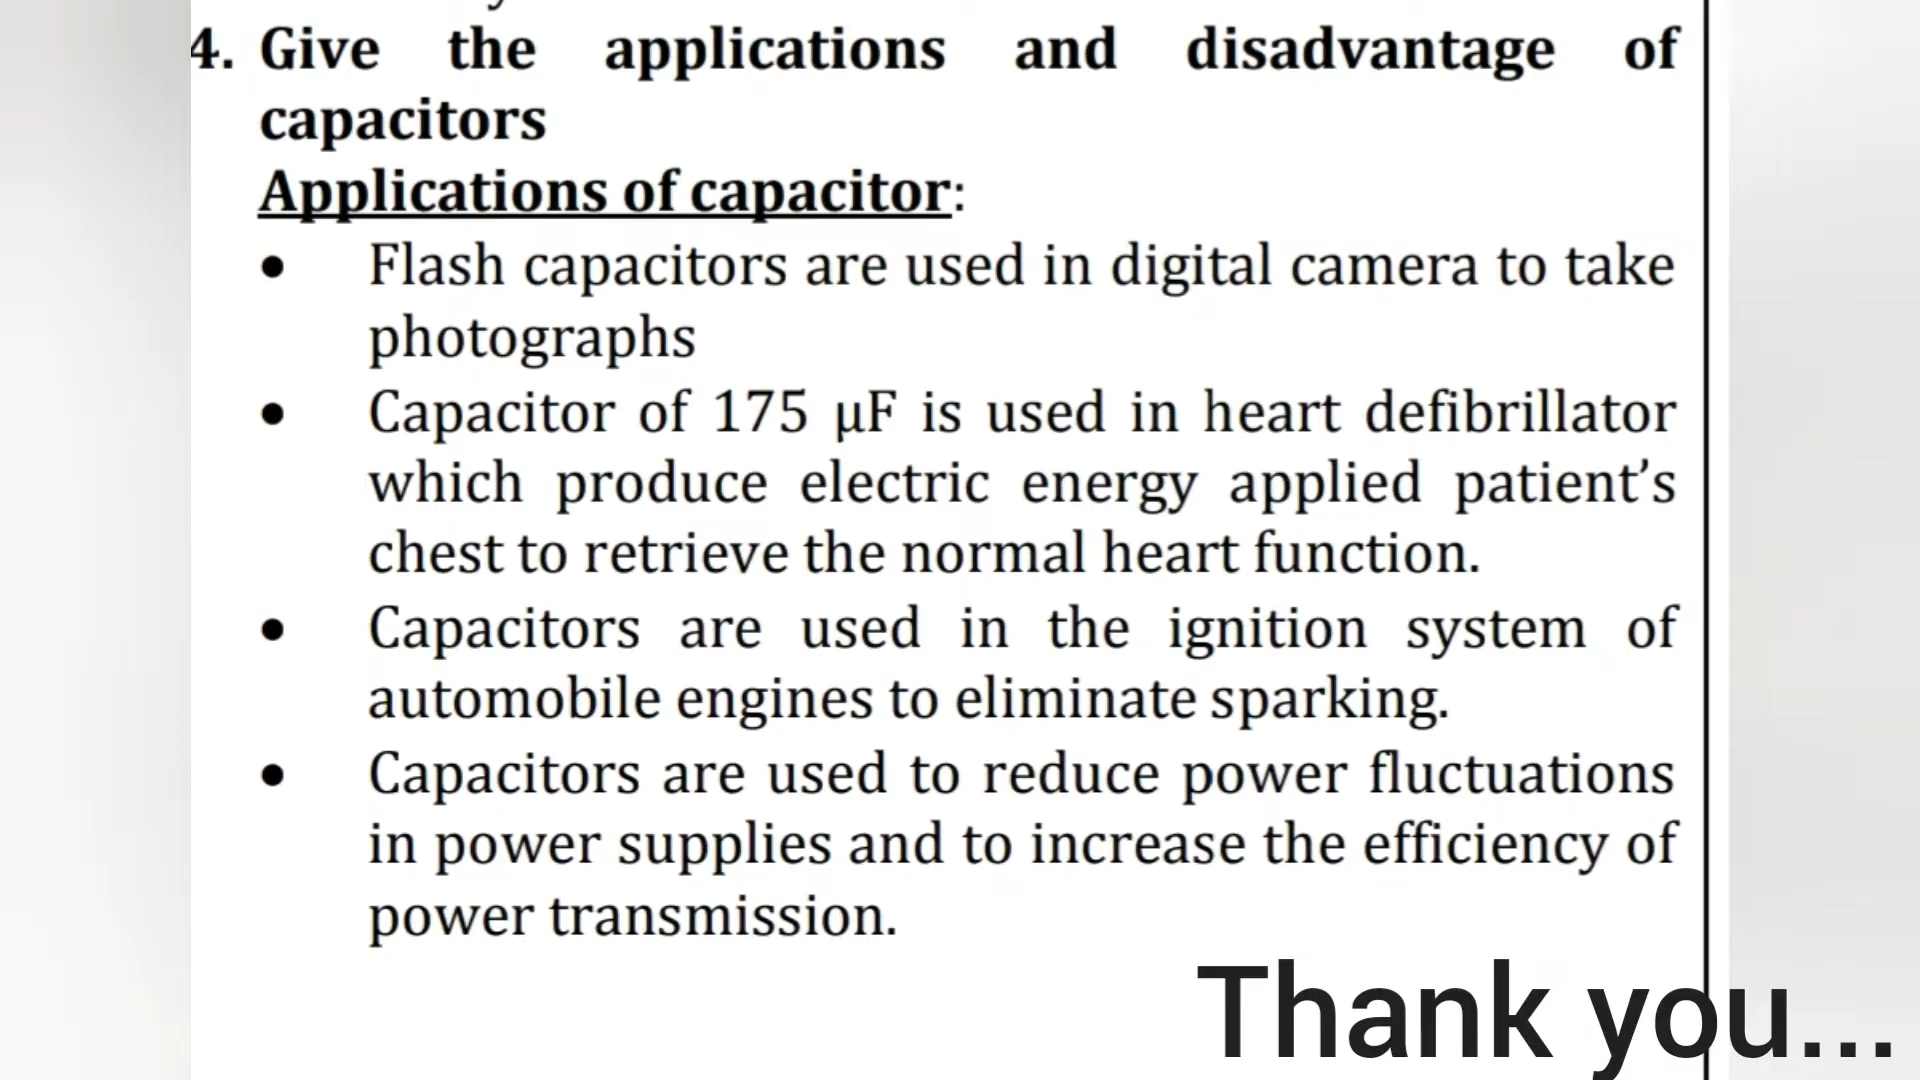 4. Give the applications and disadvantage of
capacitors
Applications of capacitor:
• Flash capacitors are used in digital camera to take
photographs
• Capacitor of 175 µF is used in heart defibrillator
which produce electric energy applied patient’s
chest to retrieve the normal heart function.
• Capacitors are used in the ignition system of
automobile engines to eliminate sparking.
• Capacitors are used to reduce power fluctuations
in power supplies and to increase the efficiency of
power transmission.
Thank you...